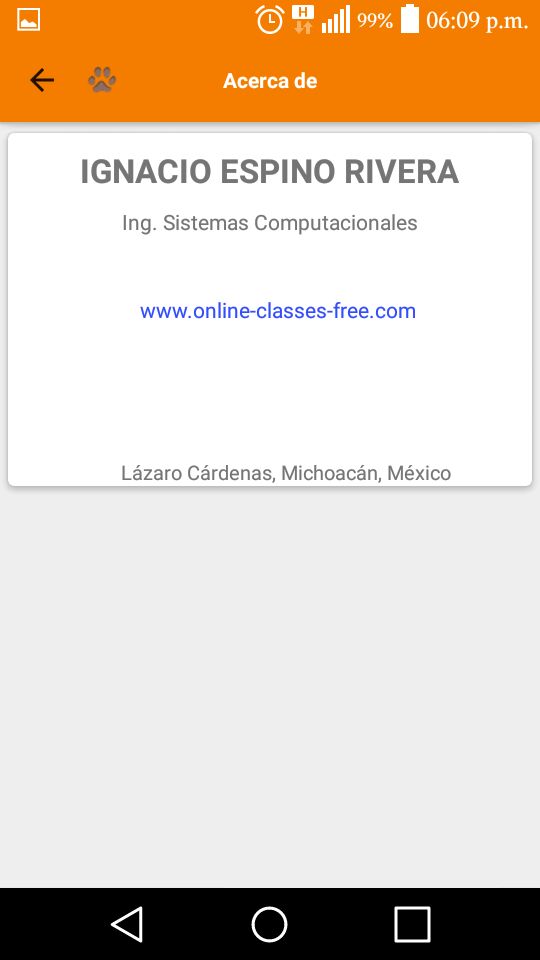 H
99%
06:09 p.m.
Acerca de
IGNACIO ESPINO RIVERA
Ing. Sistemas Computacionales
www.online-classes-free.com
Lázaro Cárdenas, Michoacán, México